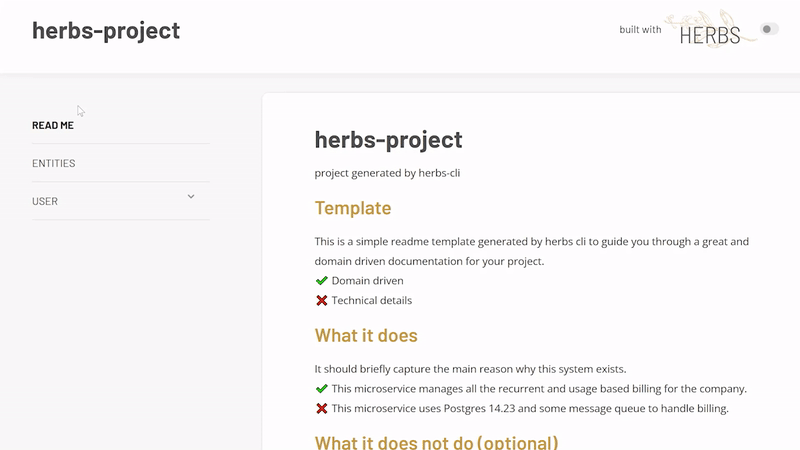 herbs-project
built with HERBS
READ ME
ENTITIES
USER
herbs-project
project generated by herbs-cli
Template
This is a simple readme template generated by herbs cli to guide you through a great and
domain driven documentation for your project.
✔ Domain driven
❌ Technical details
What it does
It should briefly capture the main reason why this system exists.
✔ This microservice manages all the recurrent and usage based billing for the company.
❌ This microservice uses Postgres 14.23 and some message queue to handle billing.
What it does not do (optional)